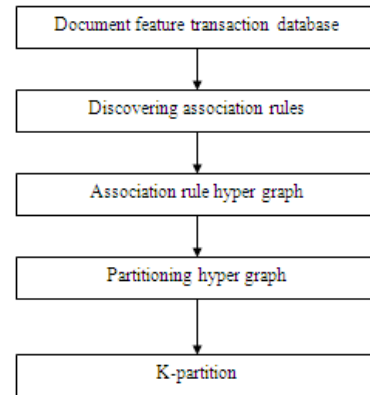 Document feature transaction database
Discovering association rules
Association rule hyper graph
Partitioning hyper graph
K-partition